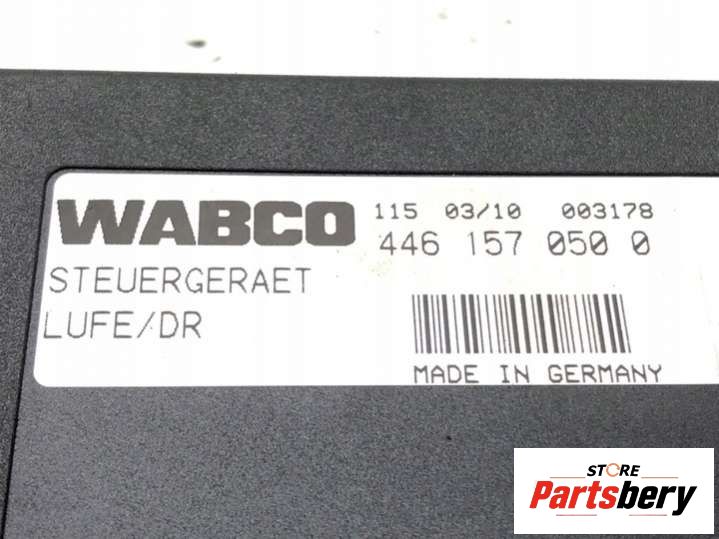 WABCO
115 03/10 003178
446 157 050 0
STEUERGERAET
LUFE/DR
MADE IN GERMANY
STORE
Partsbery